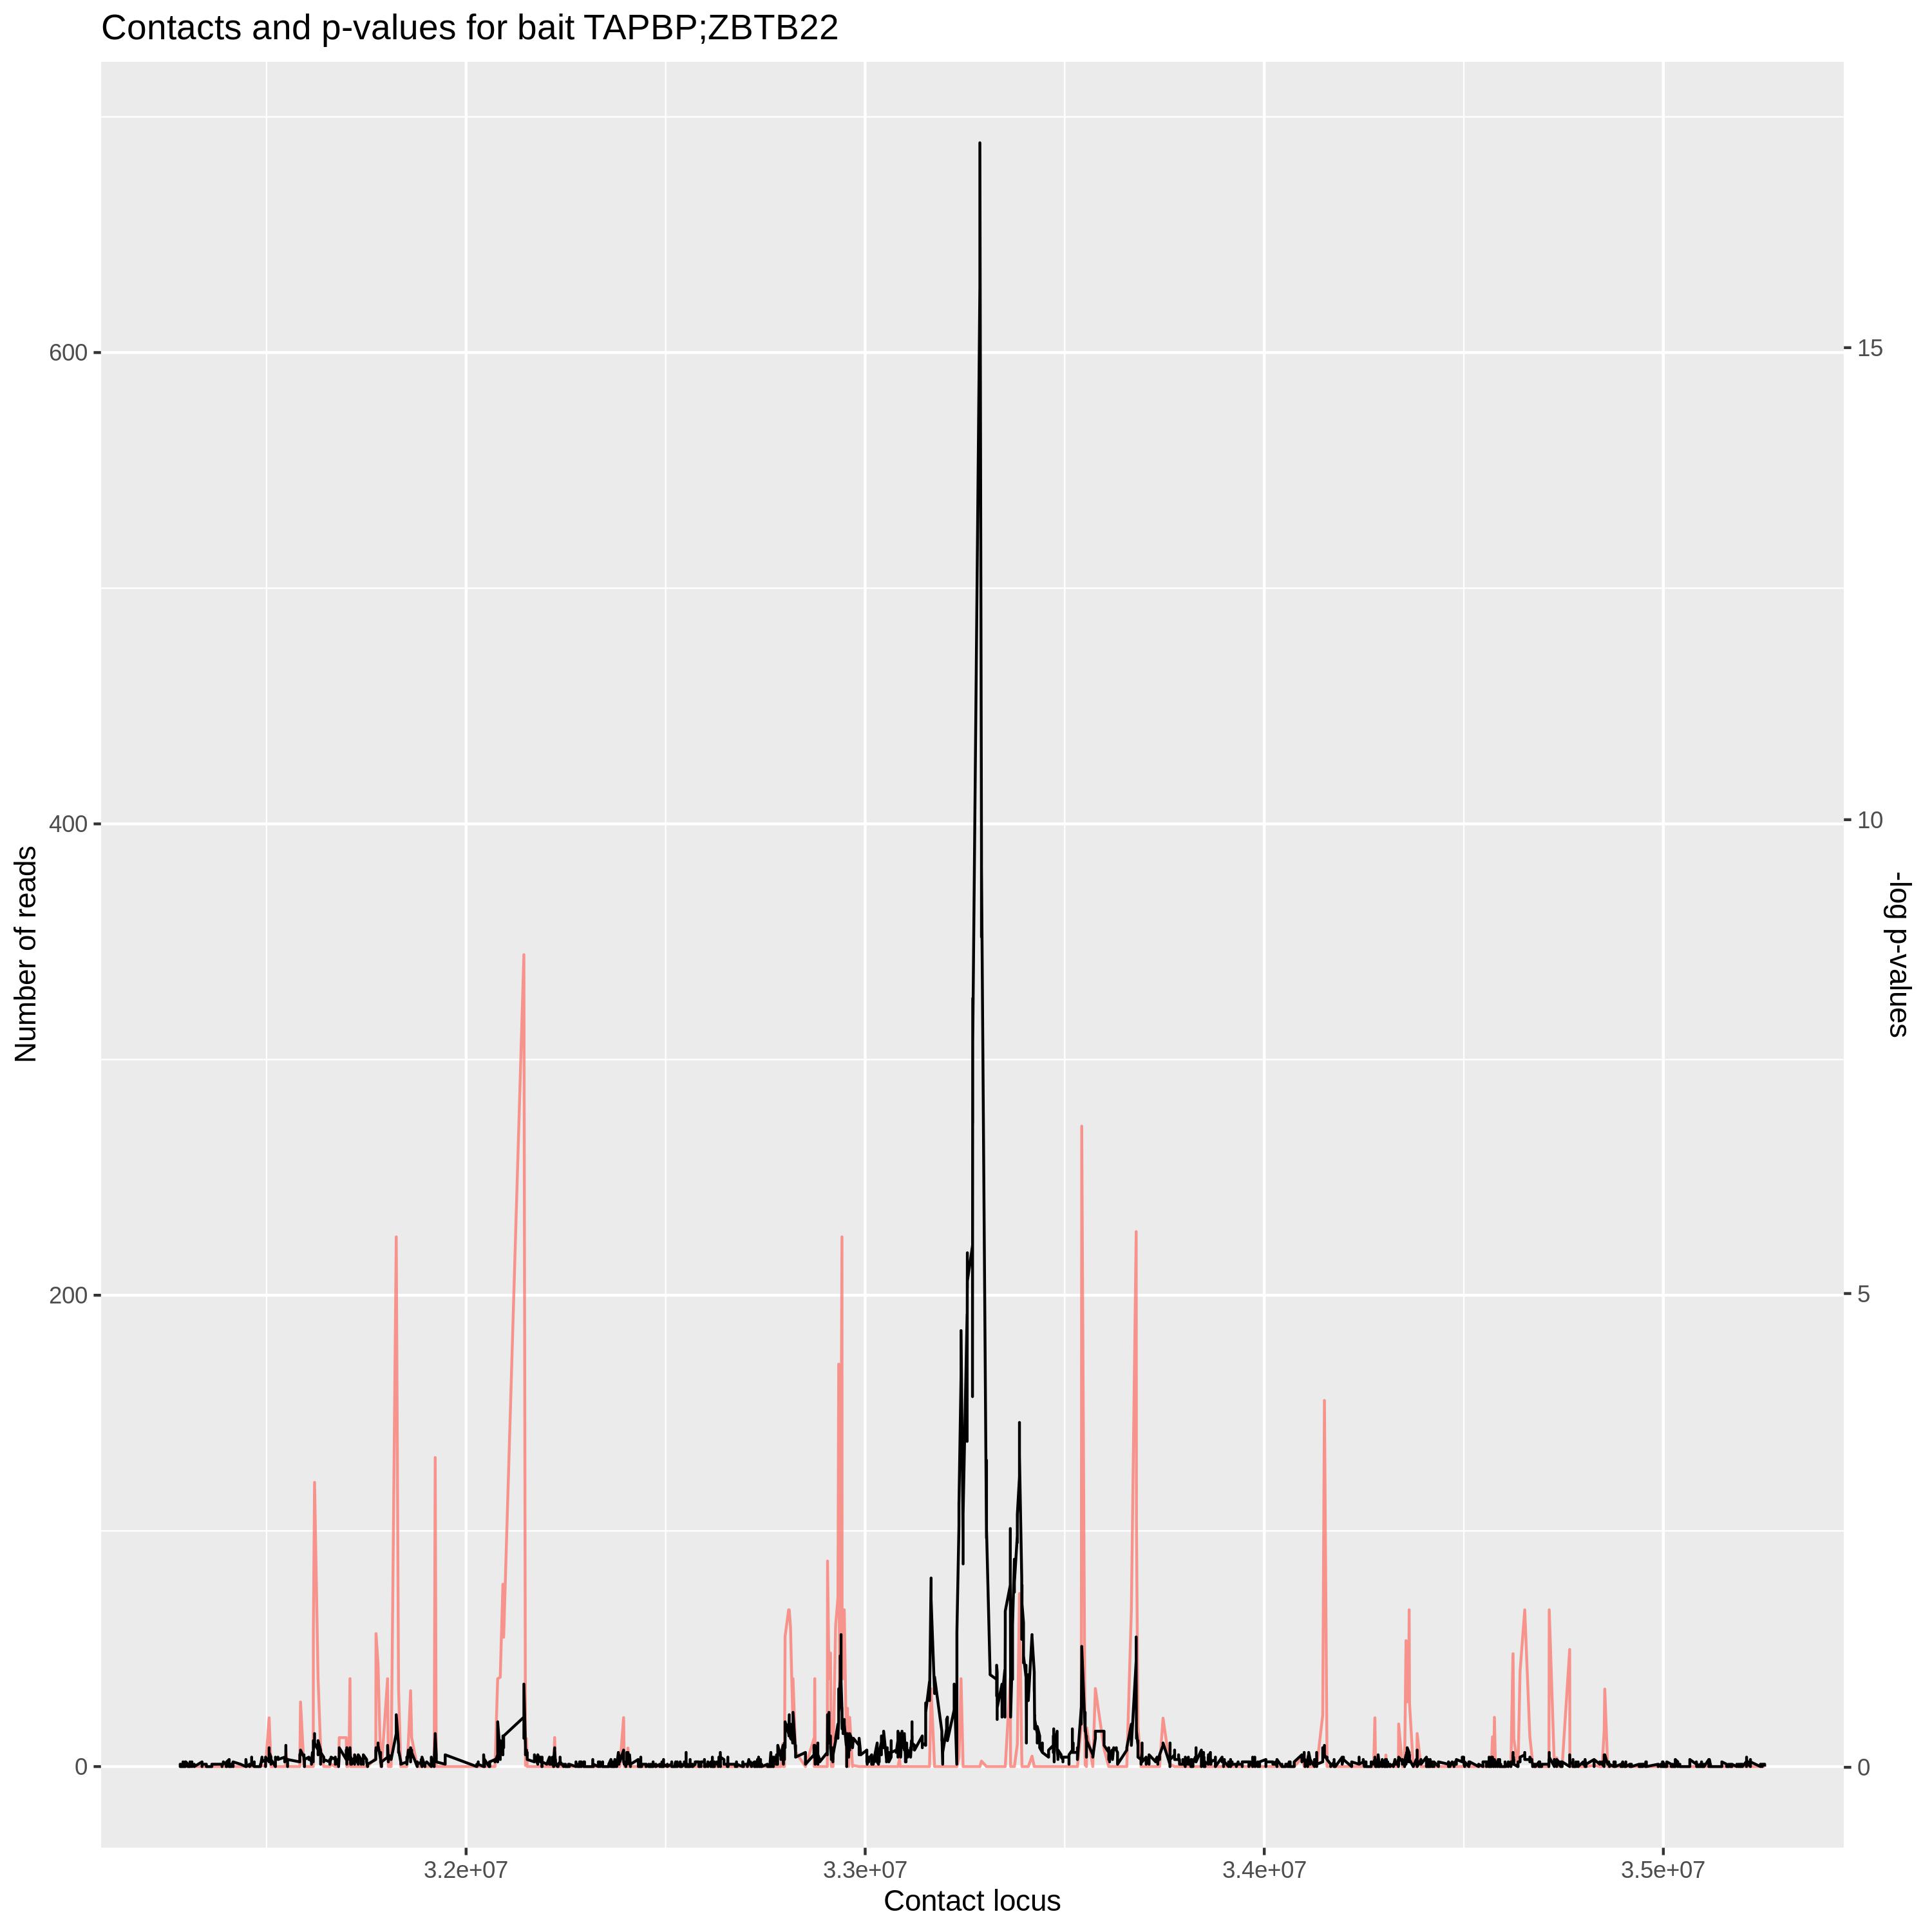 Contacts and p-values for bait TAPBP;ZBTB22
600
400
200
0
Number of reads
15
10
5
0
-log p-values
3.2e+07
3.3e+07
3.4e+07
3.5e+07
Contact locus